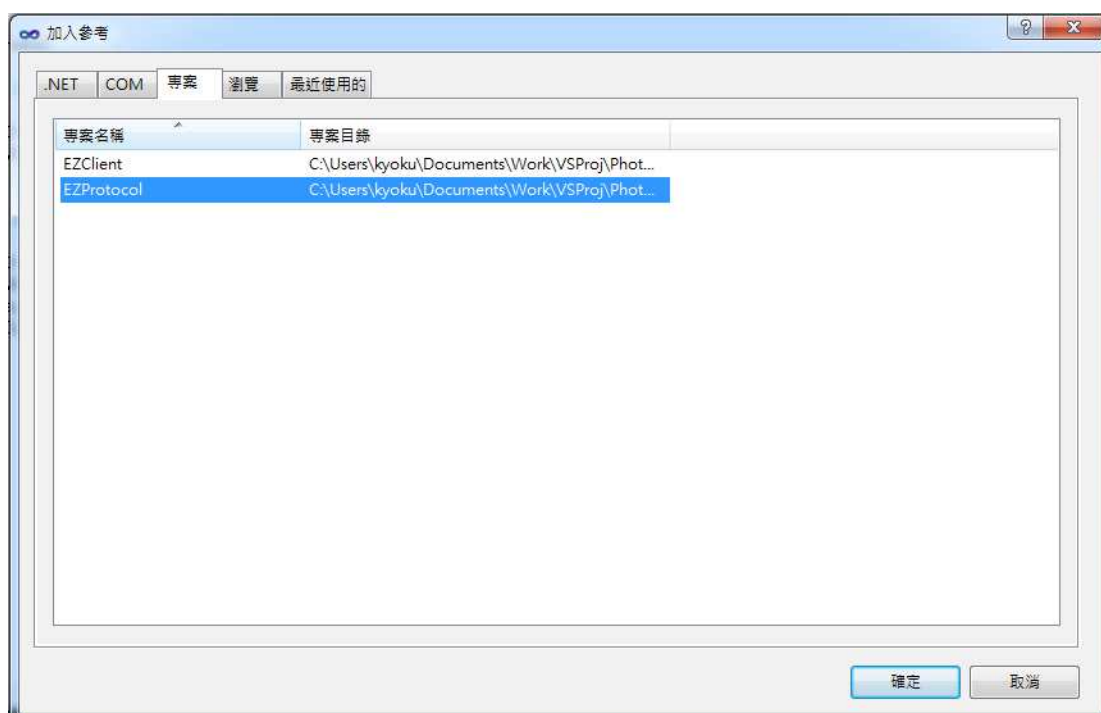 加入參考
.NET COM 專案 瀏覽 最近使用的
專案名稱 專案目錄
EZClient C:\Users\kyoku\Documents\Work\VSProj\Phot...
EZProtocol C:\Users\kyoku\Documents\Work\VSProj\Phot...
確定 取消